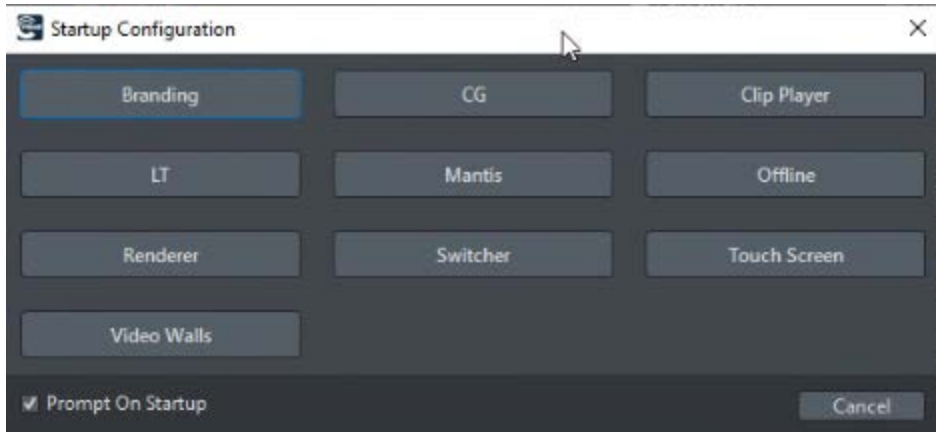 Startup Configuration
Branding CG Clip Player
LT Mantis Offline
Renderer Switcher Touch Screen
Video Walls
Prompt On Startup Cancel